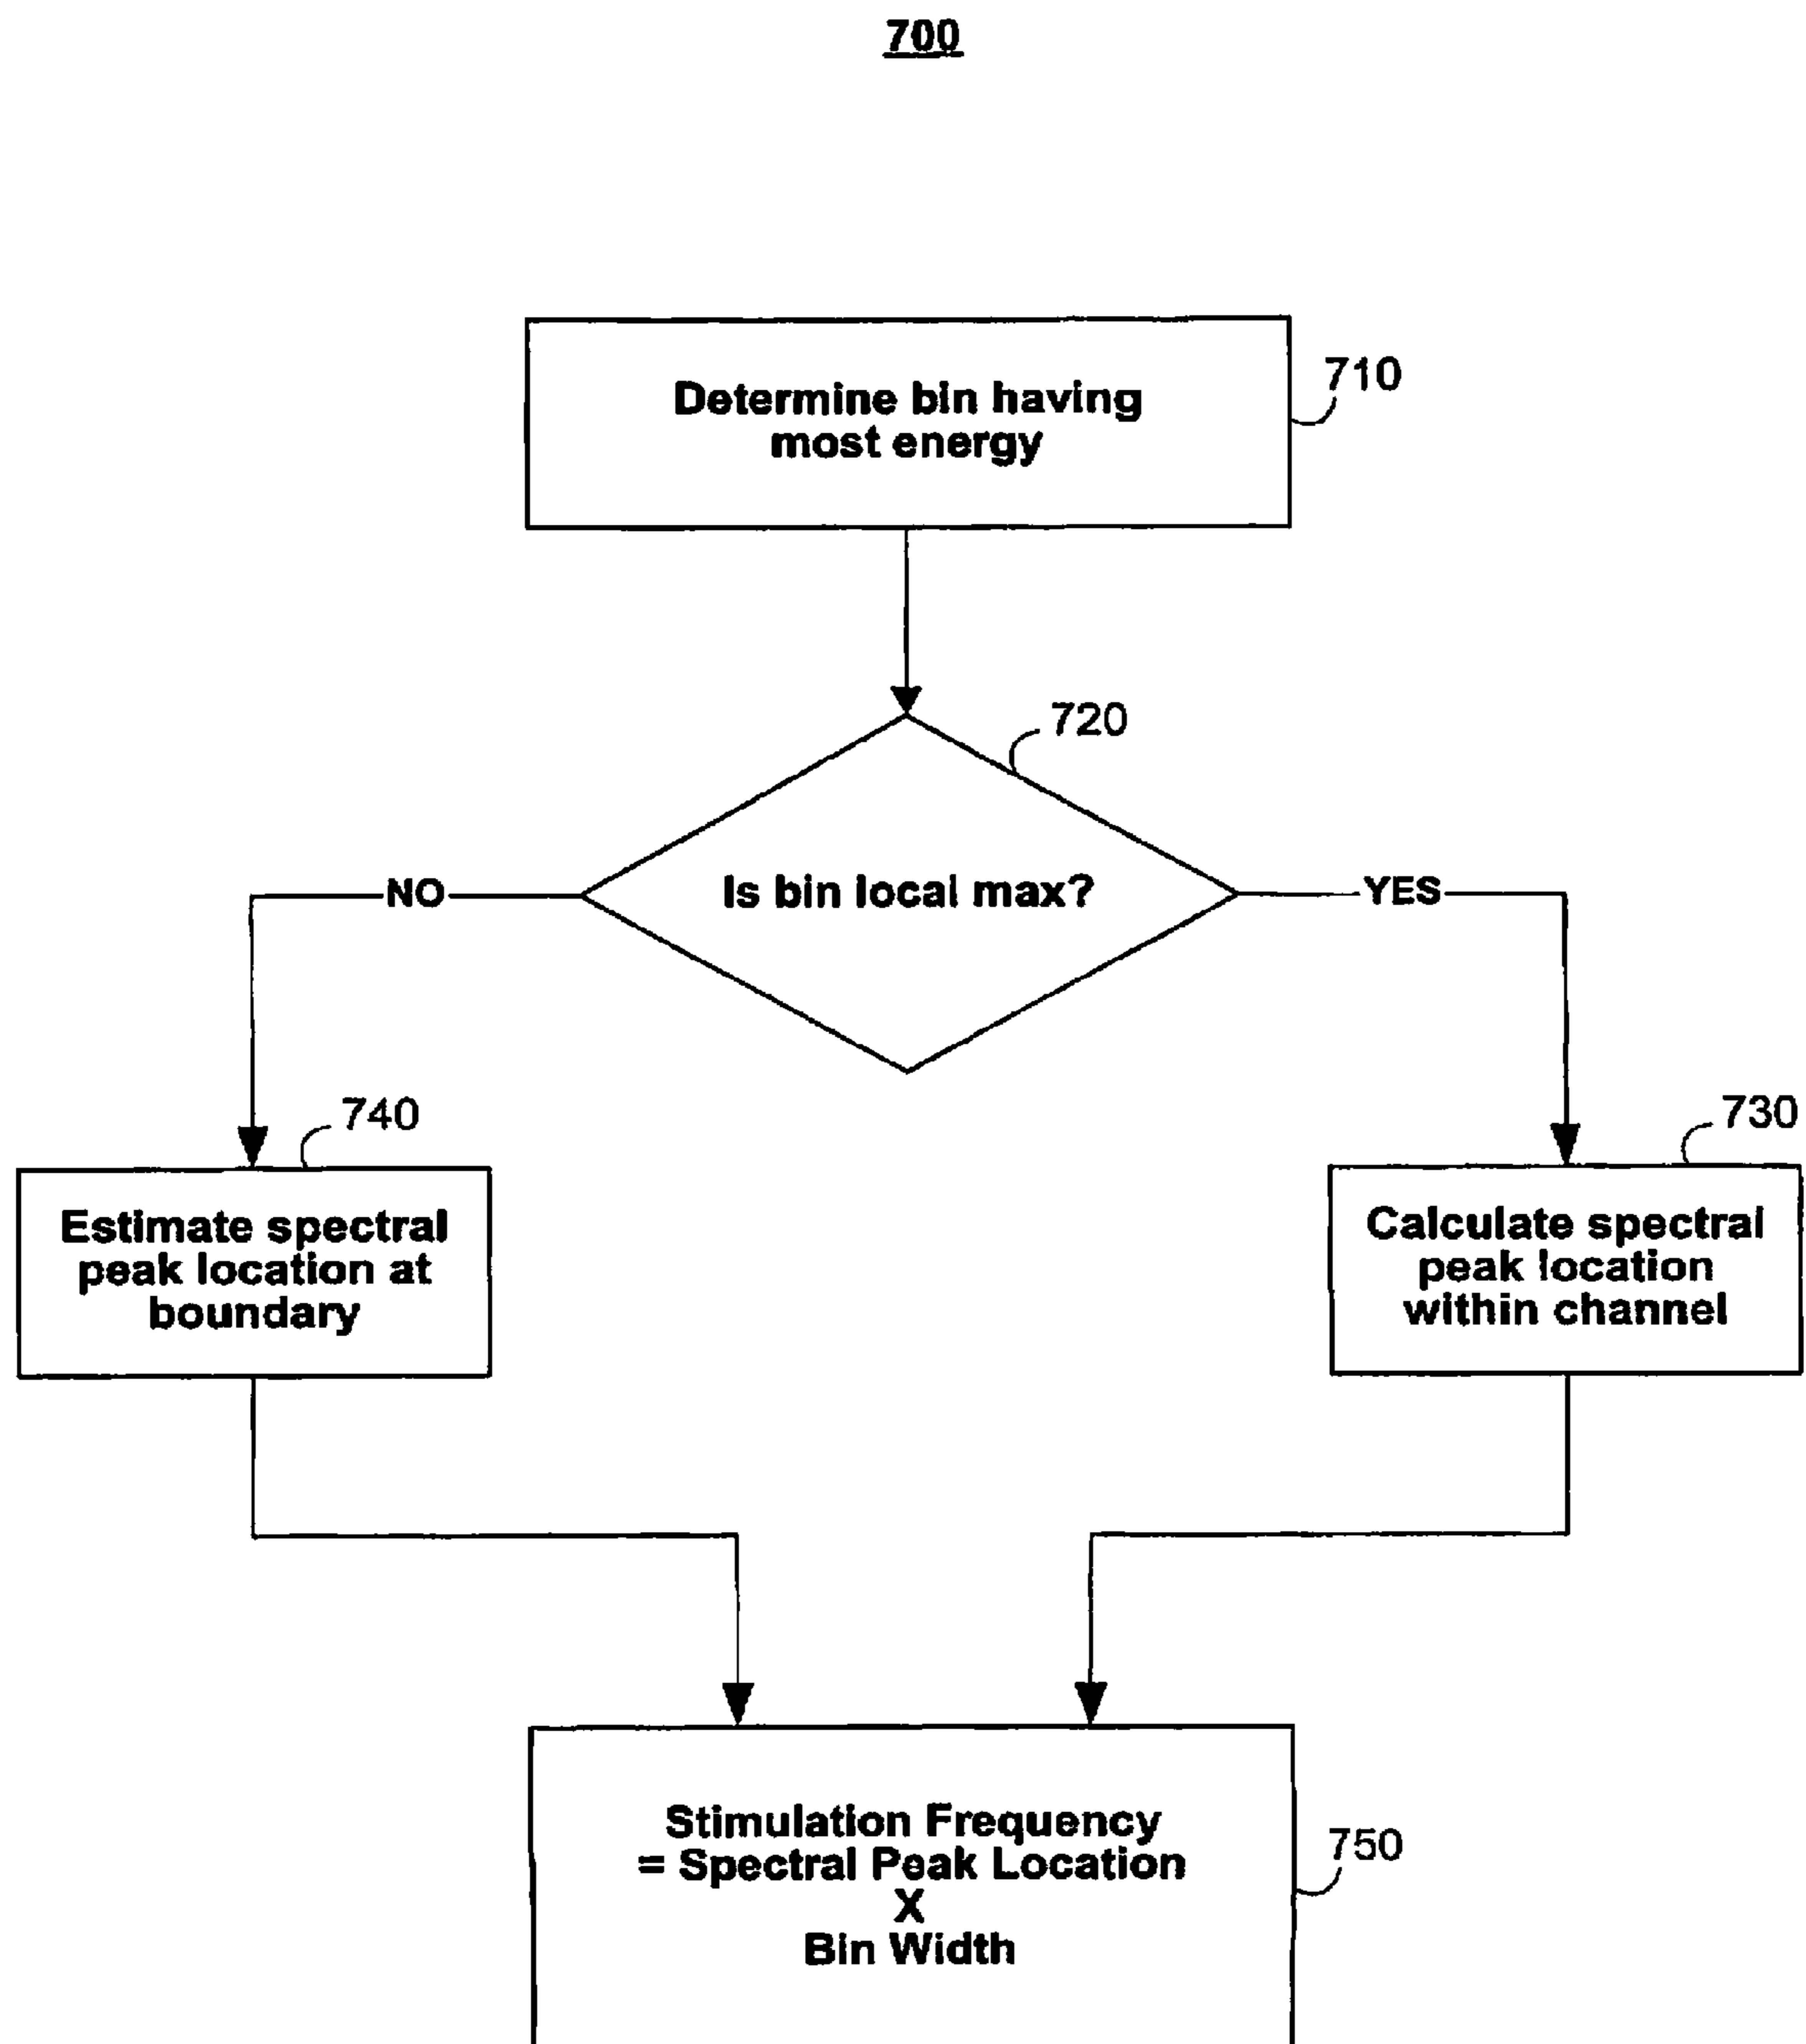 700
Determine bin having
most energy
710
720
Is bin local max?
NO
YES
740
730
Estimate spectral
peak location at
boundary
Calculate spectral
peak location
within channel
Stimulation Frequency
= Spectral Peak Location
X
Bin Width
750